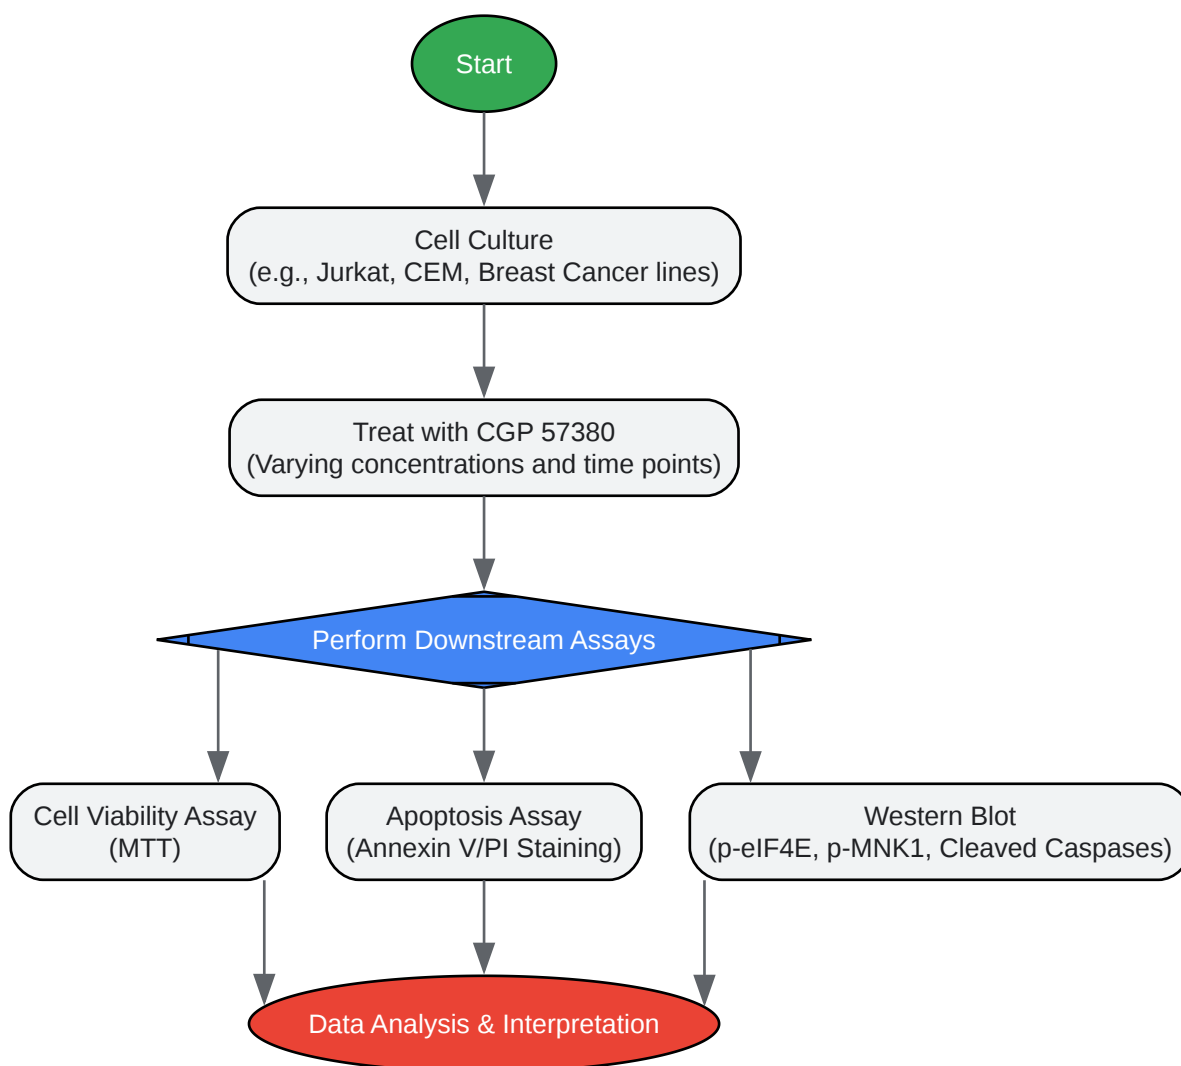 Start
Cell Culture
(e.g., Jurkat, CEM, Breast Cancer lines)
Treat with CGP 57380
(Varying concentrations and time points)
Perform Downstream Assays
Cell Viability Assay
(MTT)
Apoptosis Assay
(Annexin V/PI Staining)
Western Blot
(p-eIF4E, p-MNK1, Cleaved Caspases)
Data Analysis & Interpretation